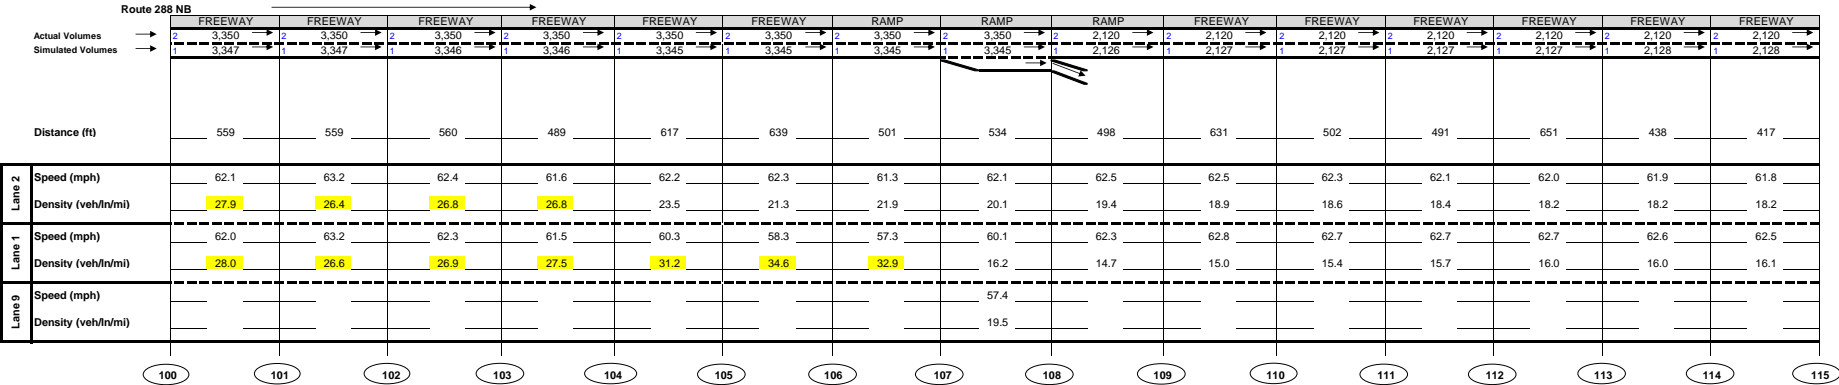 Route 288 NB
FREEWAY FREEWAY FREEWAY FREEWAY FREEWAY FREEWAY RAMP RAMP RAMP FREEWAY FREEWAY FREEWAY FREEWAY FREEWAY FREEWAY
Actual Volumes 2 3,350 2 3,350 2 3,350 2 3,350 2 3,350 2 3,350 2 3,350 2 3,350 2 2,120 2 2,120 2 2,120 2 2,120 2 2,120 2 2,120 2 2,120
Simulated Volumes 1 3,347 1 3,347 1 3,346 1 3,346 1 3,345 1 3,345 1 3,345 1 3,345 1 2,126 1 2,127 1 2,127 1 2,127 1 2,127 1 2,128 1 2,128
Distance (ft) 559 559 560 489 617 639 501 534 498 631 502 491 651 438 417
Lane 2
Speed (mph) 62.1 63.2 62.4 61.6 62.2 62.3 61.3 62.1 62.5 62.5 62.3 62.1 62.0 61.9 61.8
Density (veh/ln/mi) 27.9 26.4 26.8 26.8 23.5 21.3 21.9 20.1 19.4 18.9 18.6 18.4 18.2 18.2 18.2
Lane 1
Speed (mph) 62.0 63.2 62.3 61.5 60.3 58.3 57.3 60.1 62.3 62.8 62.7 62.7 62.7 62.6 62.5
Density (veh/ln/mi) 28.0 26.6 26.9 27.5 31.2 34.6 32.9 16.2 14.7 15.0 15.4 15.7 16.0 16.0 16.1
Lane 9
Speed (mph) 57.4
Density (veh/ln/mi) 19.5
100 101 102 103 104 105 106 107 108 109 110 111 112 113 114 115